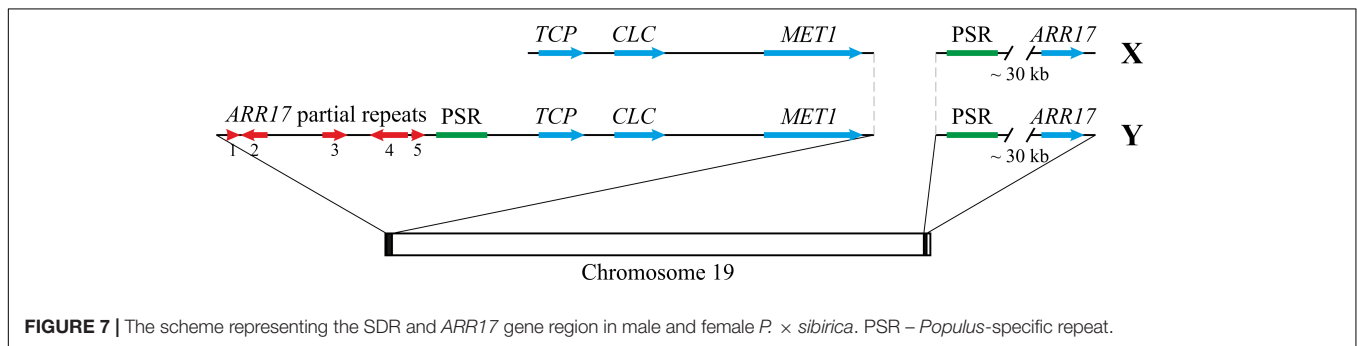 TCP CLC MET1 PSR ARR17 X
~ 30 kb
ARR17 partial repeats PSR TCP CLC MET1 PSR ARR17 Y
1 2 3 4 5 ~ 30 kb
Chromosome 19
FIGURE 7 | The scheme representing the SDR and ARR17 gene region in male and female P. × sibirica. PSR – Populus-specific repeat.